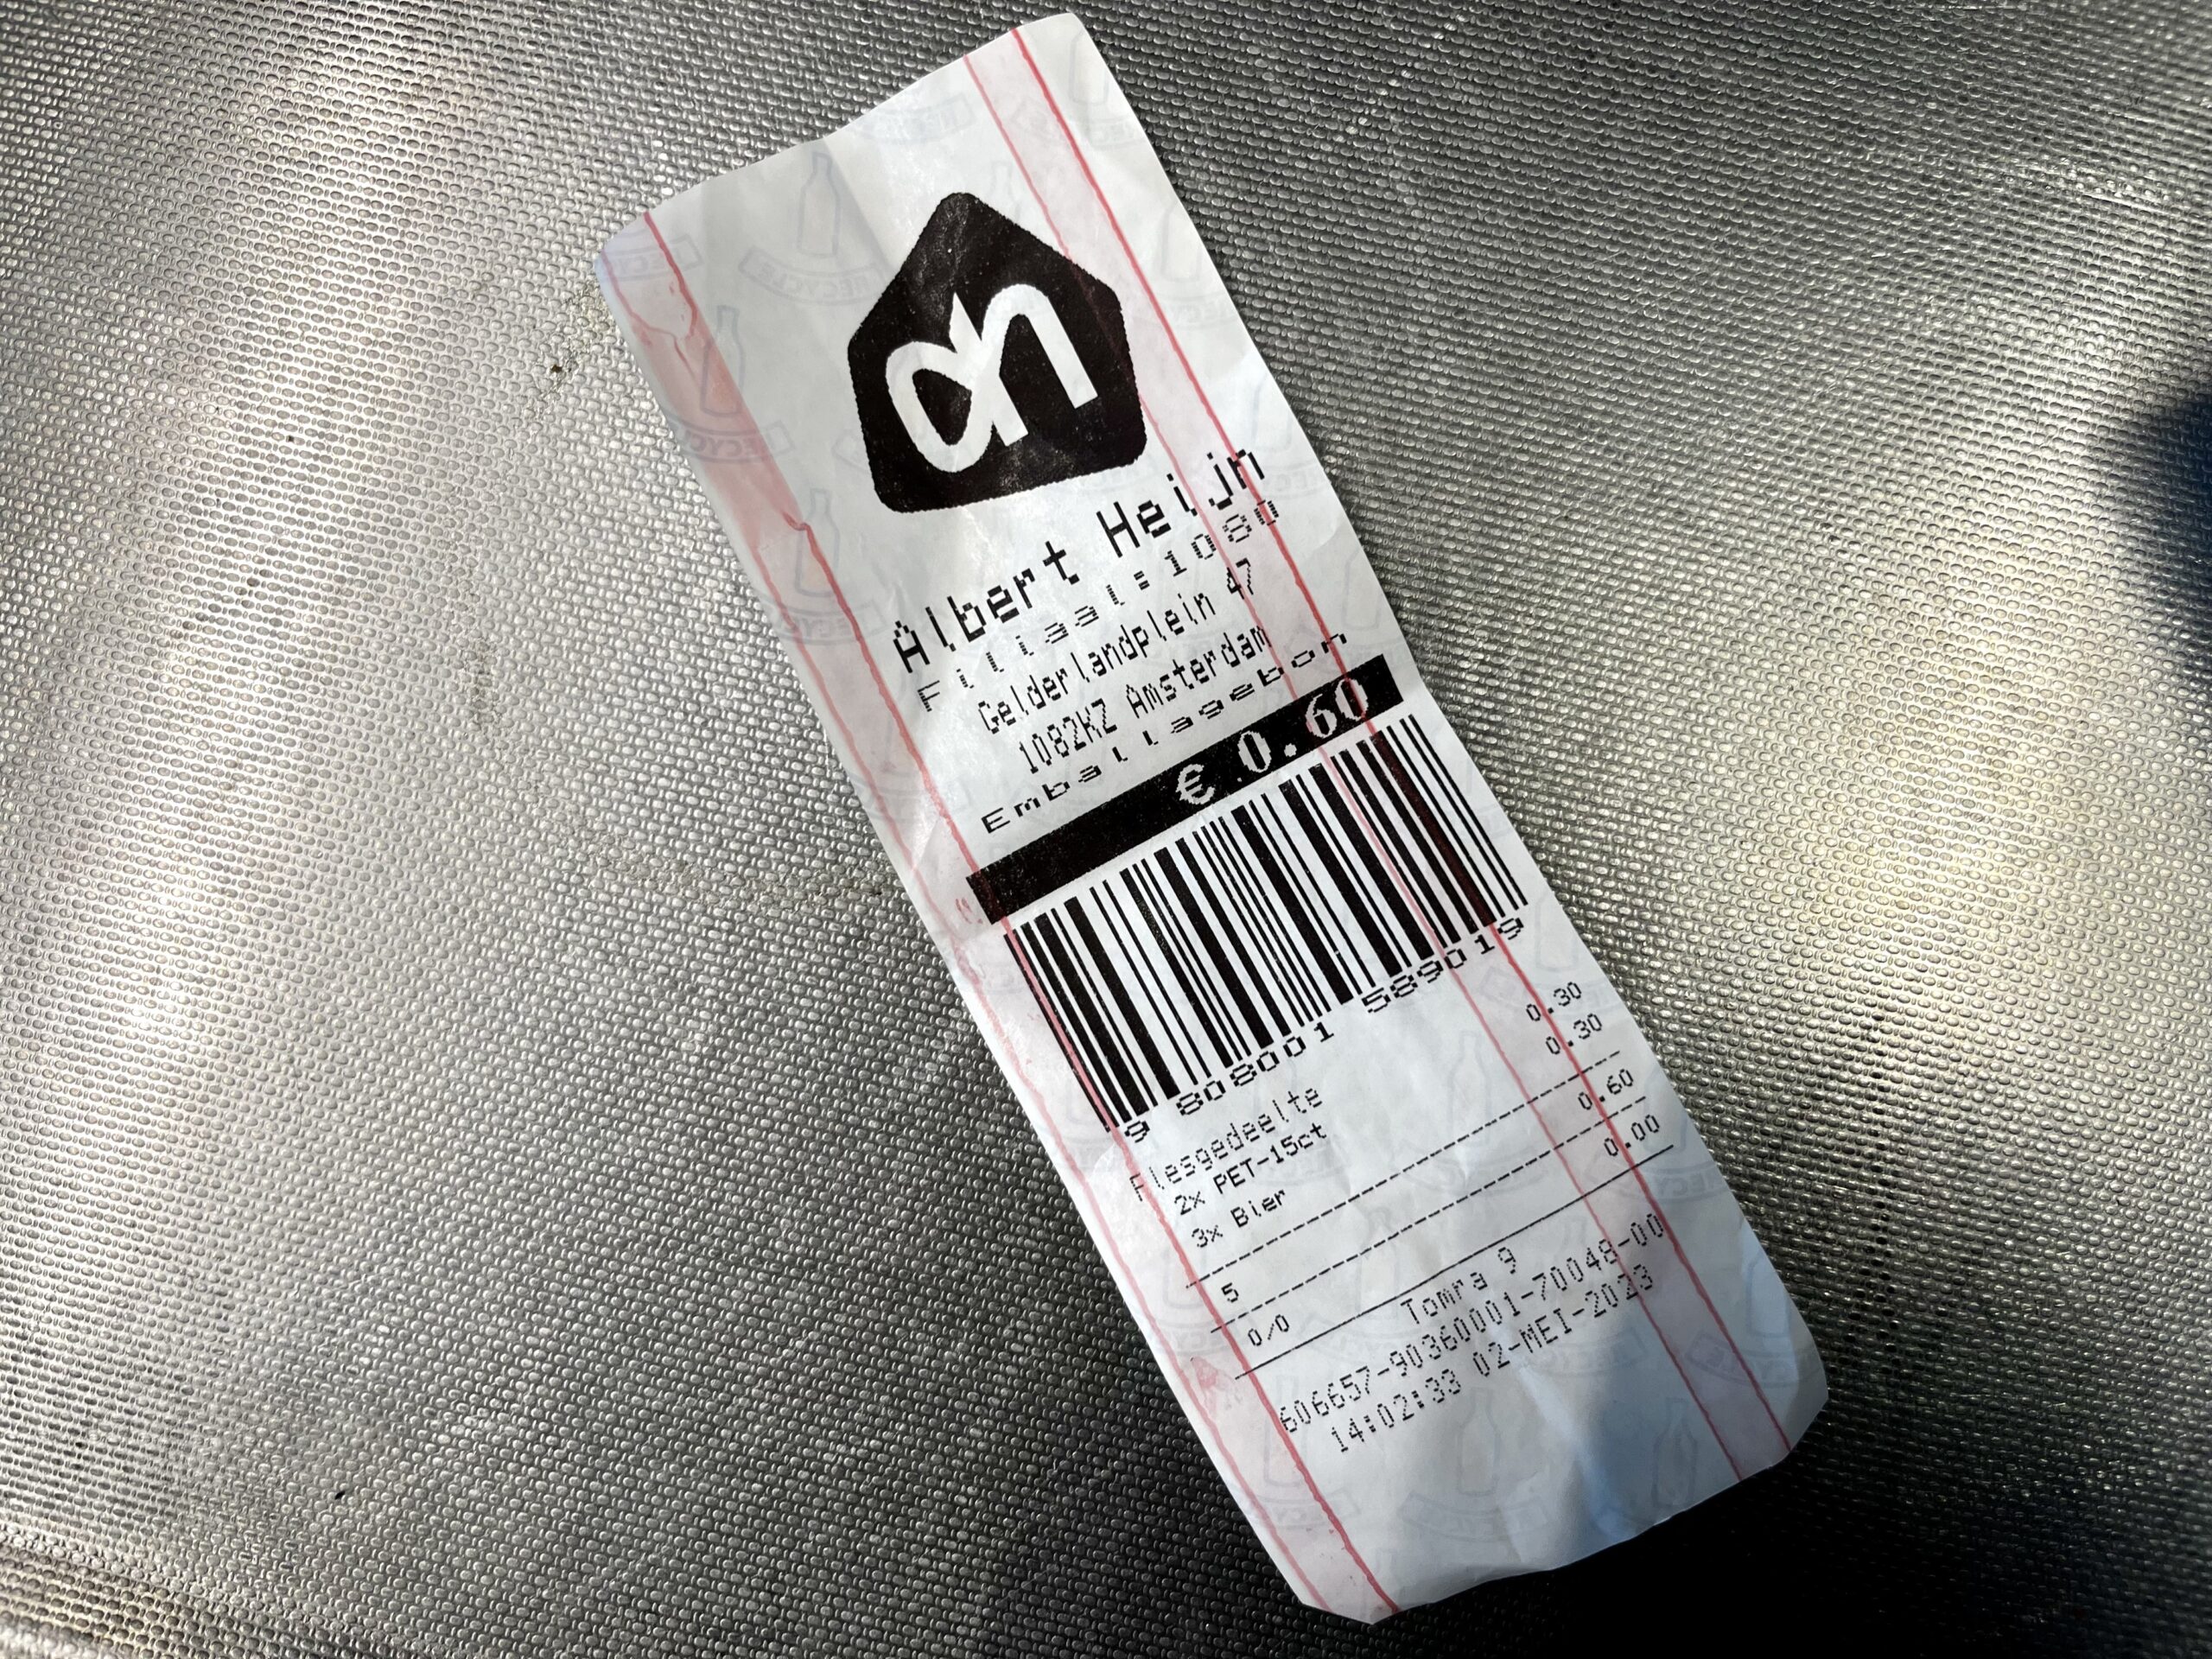 ah
Albert Heijn
Filiaal:1080
Gelderlandplein 47
1082KZ Amsterdam
Emballagebon
€ 0.60
9 808001 589019
Flesgedeelte
2x PET-15ct 0.30
3x Bier 0.30
5 0.60
0/0 0.00
Tomra 9
606657-90360001-70048-00
14:02:33 02-MEI-2023
RECYCLE